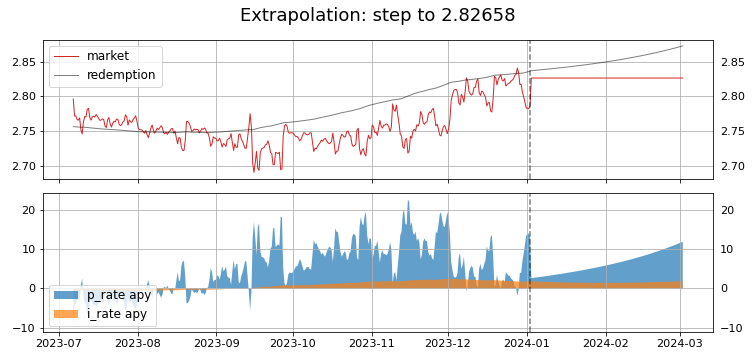 Extrapolation: step to 2.82658
market
redemption
2.85 2.85
2.80 2.80
2.75 2.75
2.70 2.70
20 20
10 10
0 0
p_rate apy
i_rate apy
−10 −10
2023-07 2023-08 2023-09 2023-10 2023-11 2023-12 2024-01 2024-02 2024-03